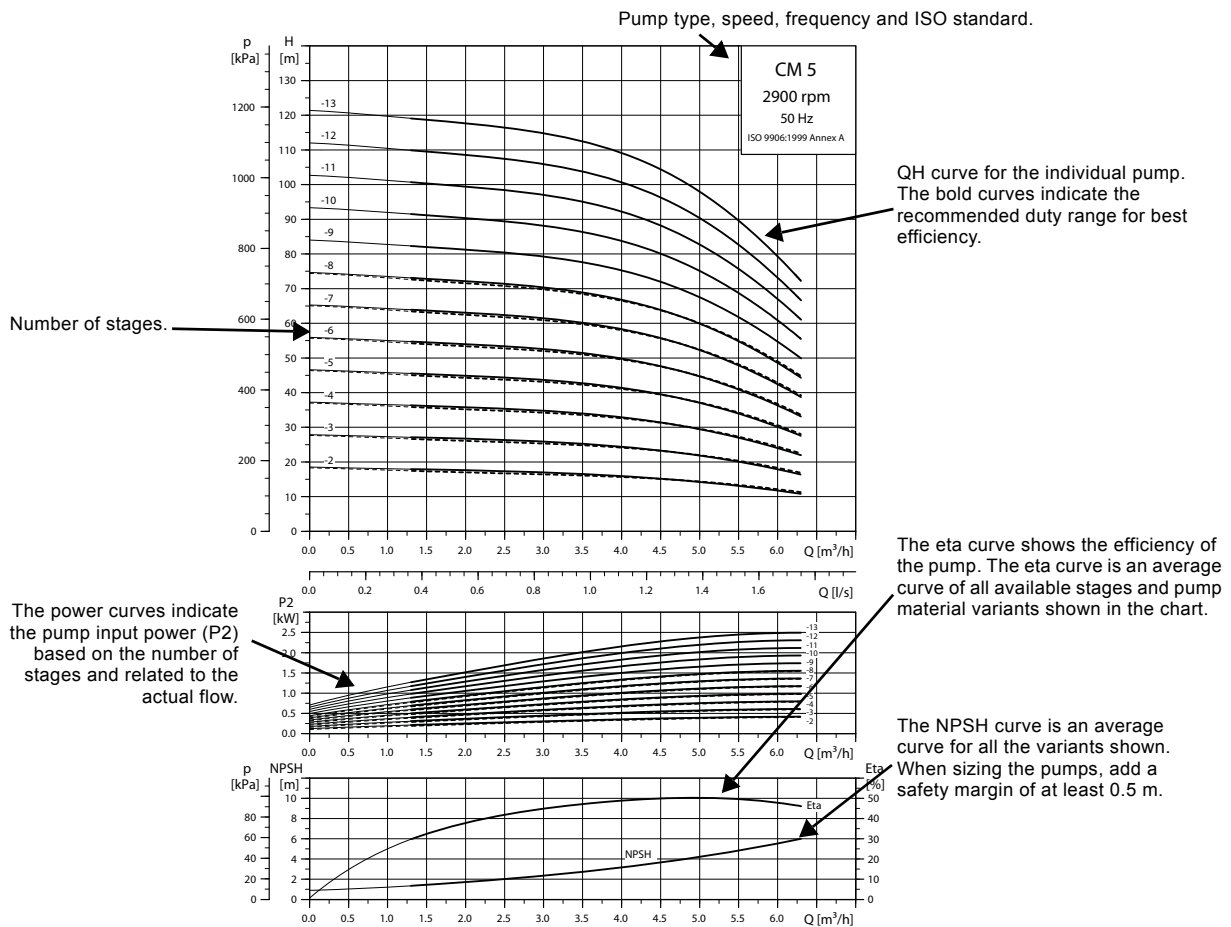 Pump type, speed, frequency and ISO standard.
p
[kPa]
H
[m]
CM 5
2900 rpm
50 Hz
ISO 9906:1999 Annex A
130
120
110
100
90
80
70
60
50
40
30
20
10
0
1200
1000
800
600
400
200
0
-13
-12
-11
-10
-9
-8
-7
-6
-5
-4
-3
-2
QH curve for the individual pump.
The bold curves indicate the
recommended duty range for best
efficiency.
Number of stages.
0.0 0.5 1.0 1.5 2.0 2.5 3.0 3.5 4.0 4.5 5.0 5.5 6.0 Q [m³/h]
0.0 0.2 0.4 0.6 0.8 1.0 1.2 1.4 1.6 Q [l/s]
The eta curve shows the efficiency of
the pump. The eta curve is an average
curve of all available stages and pump
material variants shown in the chart.
The power curves indicate
the pump input power (P2)
based on the number of
stages and related to the
actual flow.
P2
[kW]
2.5
2.0
1.5
1.0
0.5
0.0
-13
-12
-11
-10
-9
-8
-7
-5
-4
-3
-2
0.0 0.5 1.0 1.5 2.0 2.5 3.0 3.5 4.0 4.5 5.0 5.5 6.0 Q [m³/h]
The NPSH curve is an average
curve for all the variants shown.
When sizing the pumps, add a
safety margin of at least 0.5 m.
p
[kPa]
NPSH
[m]
Eta
[%]
80
60
40
20
0
10
8
6
4
2
0
Eta
NPSH
50
40
30
20
10
0
0.0 0.5 1.0 1.5 2.0 2.5 3.0 3.5 4.0 4.5 5.0 5.5 6.0 Q [m³/h]